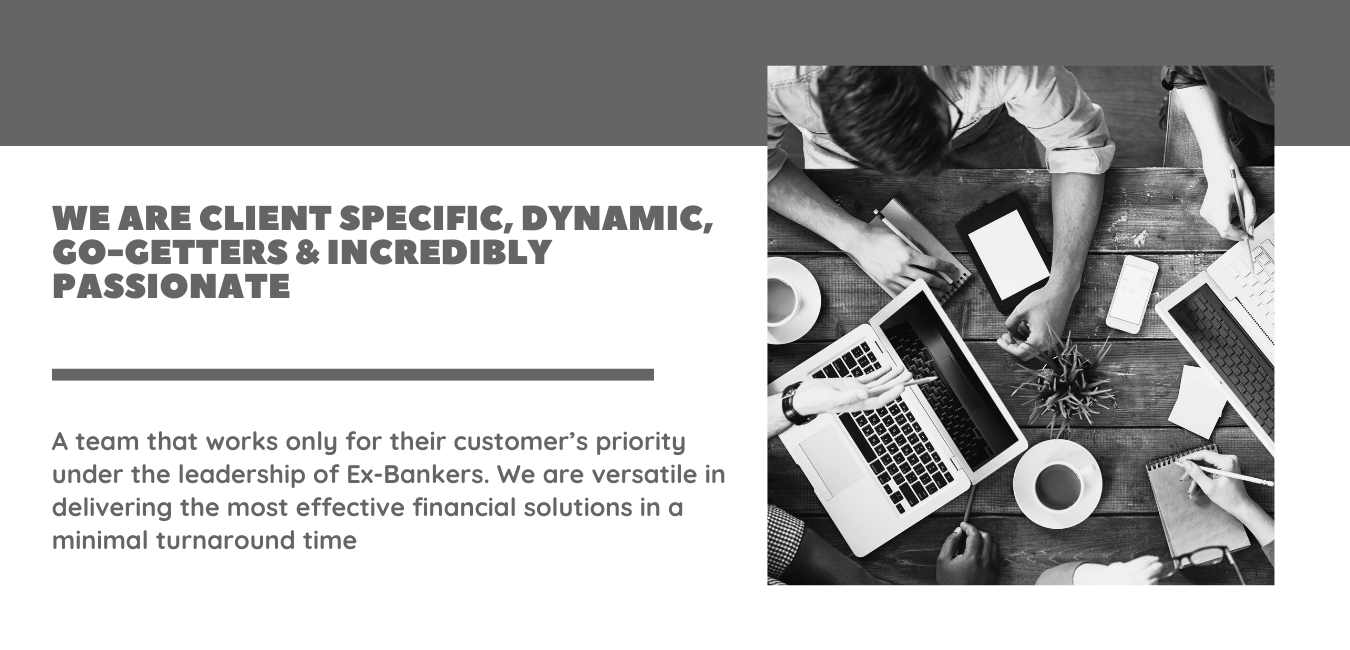 WE ARE CLIENT SPECIFIC, DYNAMIC,
GO-GETTERS & INCREDIBLY
PASSIONATE
A team that works only for their customer’s priority
under the leadership of Ex-Bankers. We are versatile in
delivering the most effective financial solutions in a
minimal turnaround time